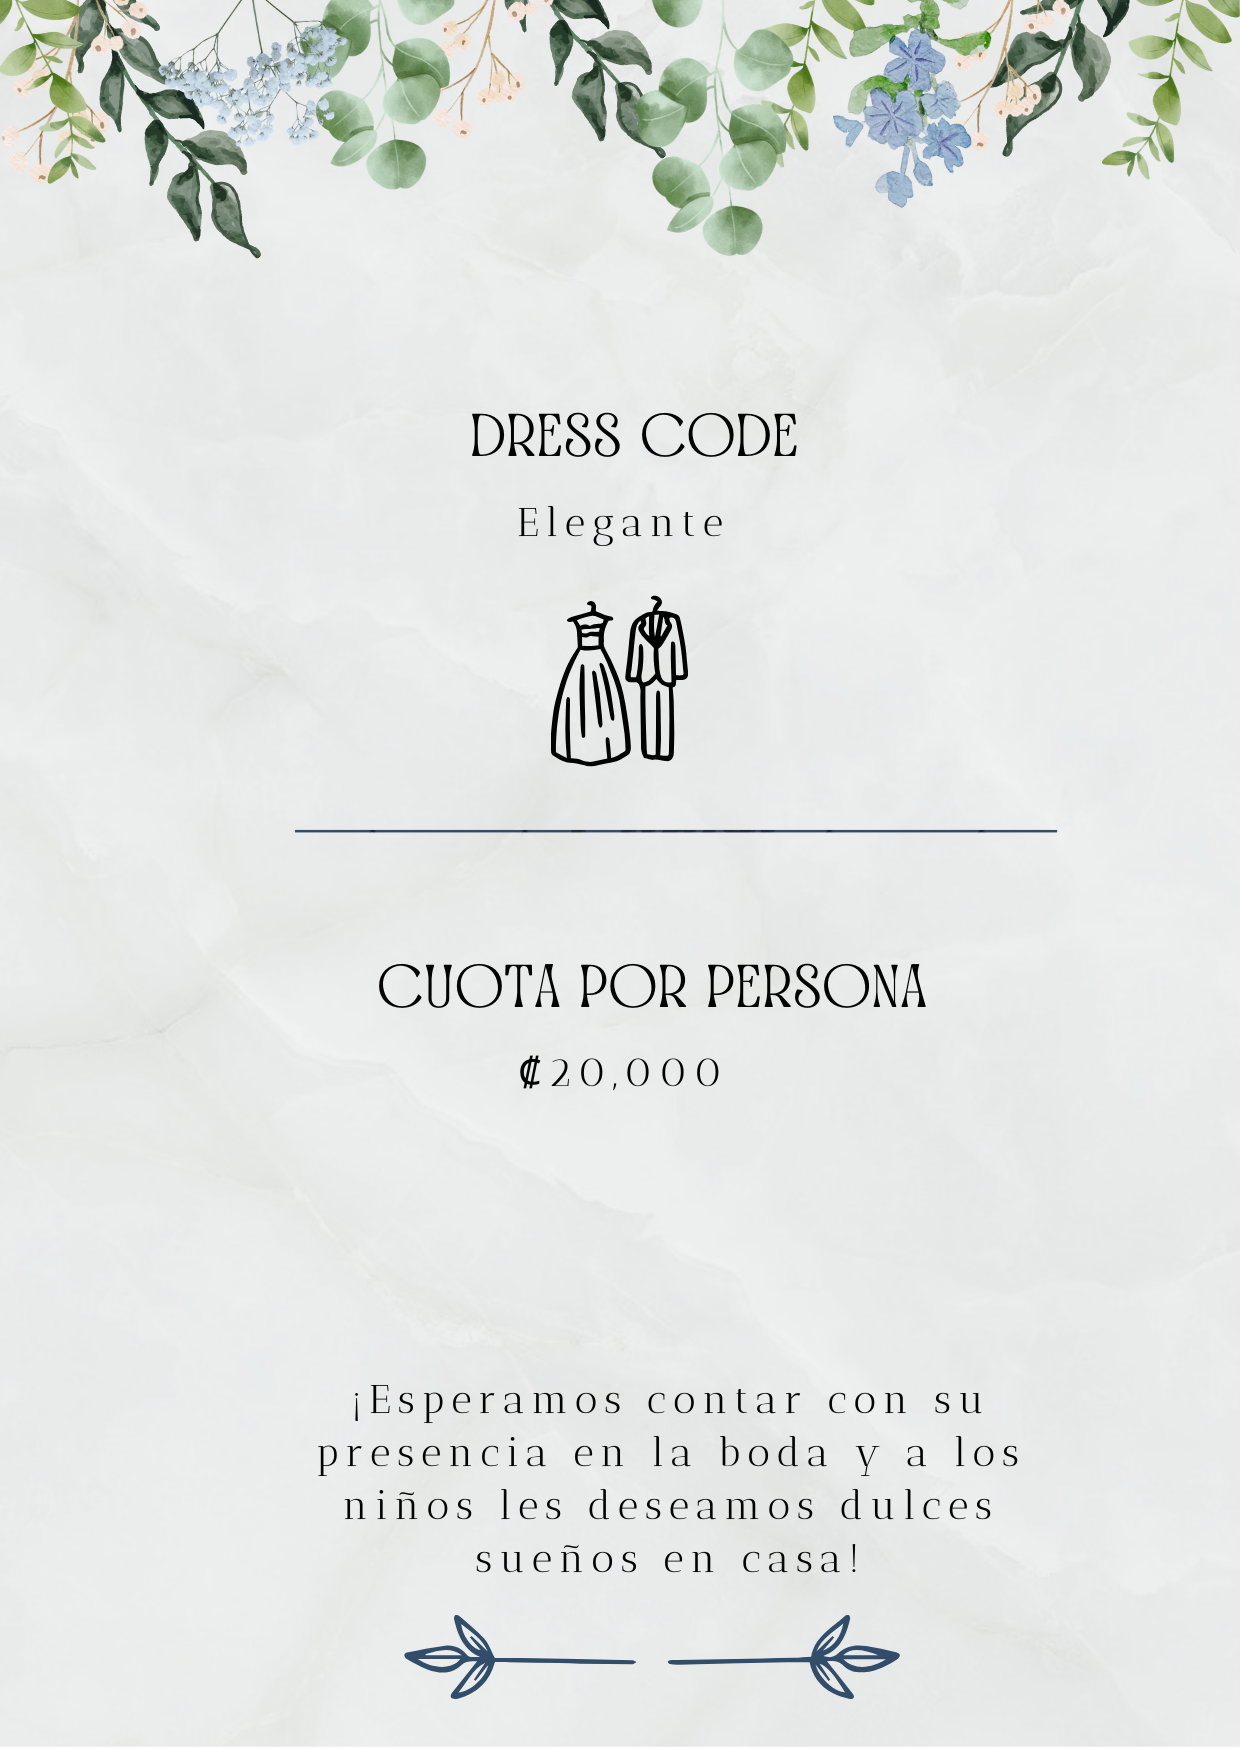 DRESS CODE
Elegante
CUOTA POR PERSONA
₡20,000
¡Esperamos contar con su
presencia en la boda y a los
niños les deseamos dulces
sueños en casa!